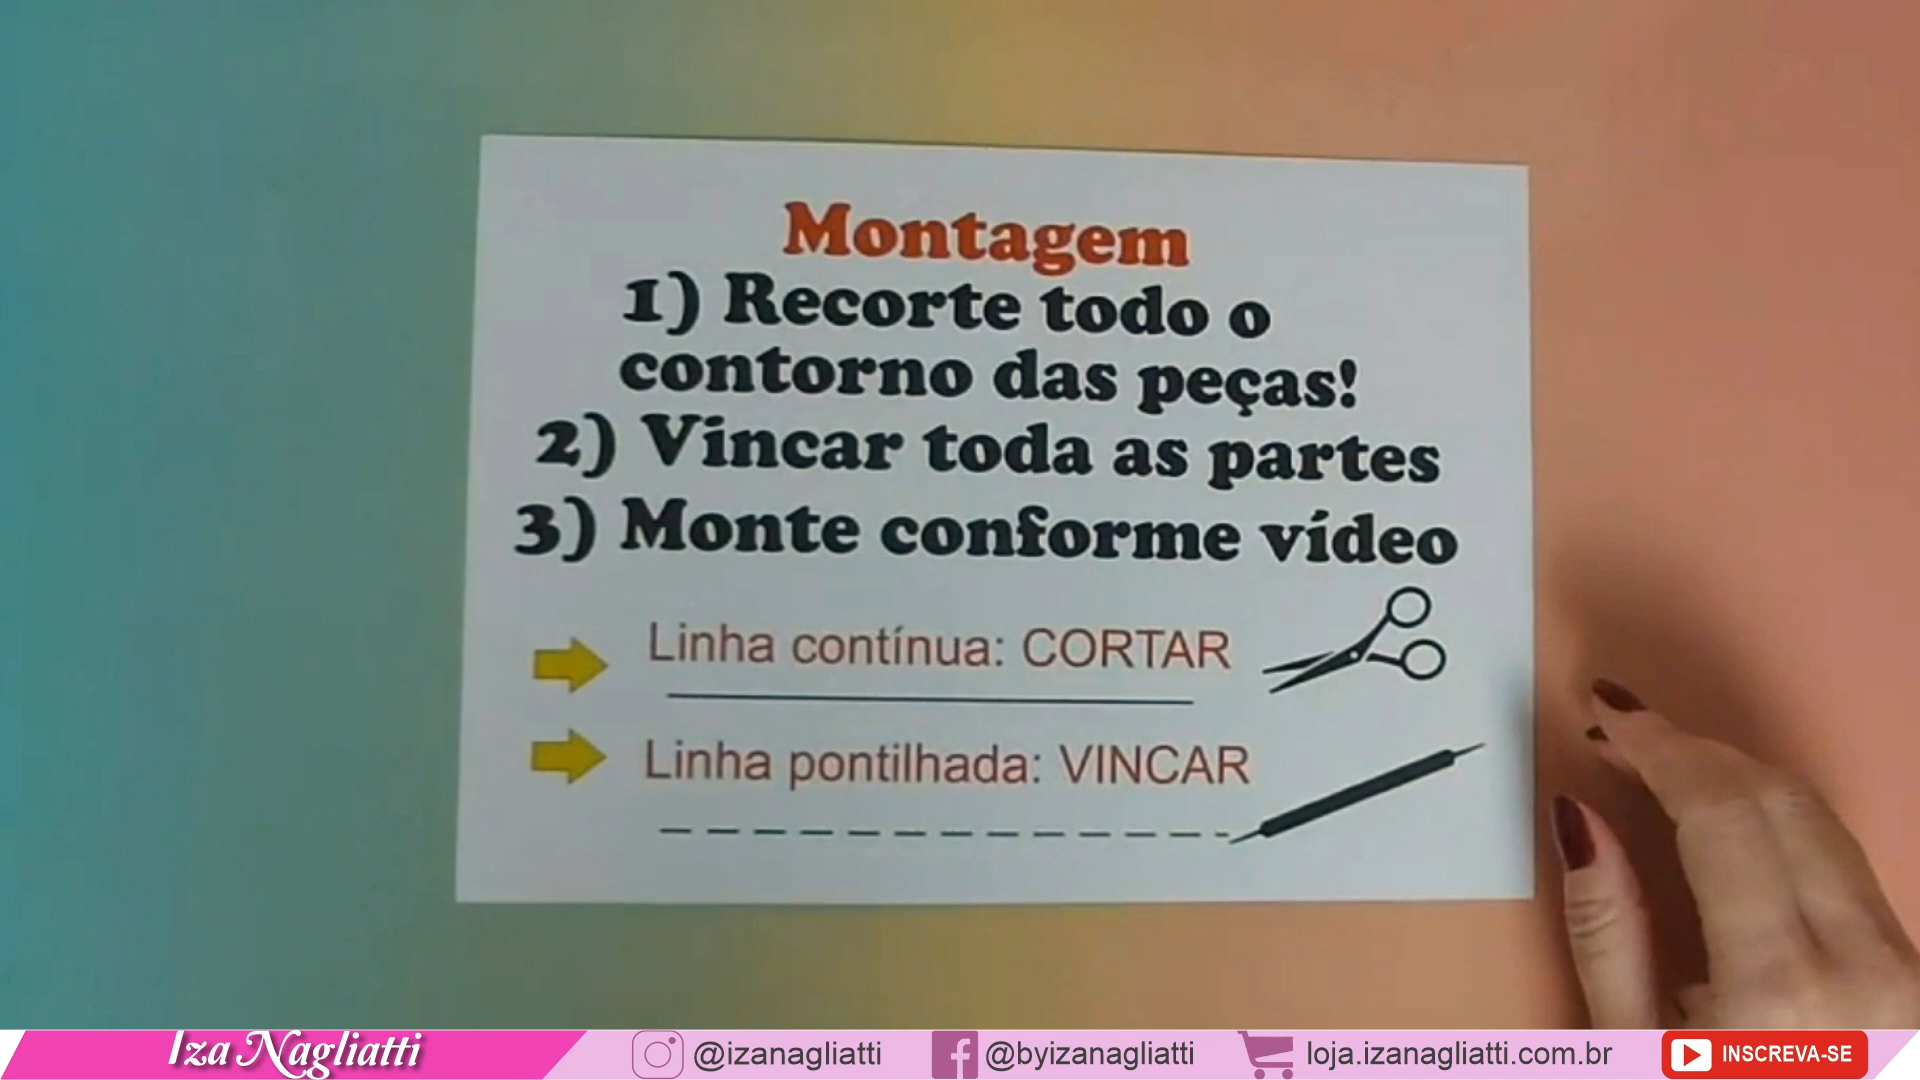 Montagem
1) Recorte todo o
contorno das peças!
2) Vincar toda as partes
3) Monte conforme vídeo
Linha contínua: CORTAR
Linha pontilhada: VINCAR
Iza Nagliatti @izanagliatti @byizanagliatti loja.izanagliatti.com.br INSCREVA-SE